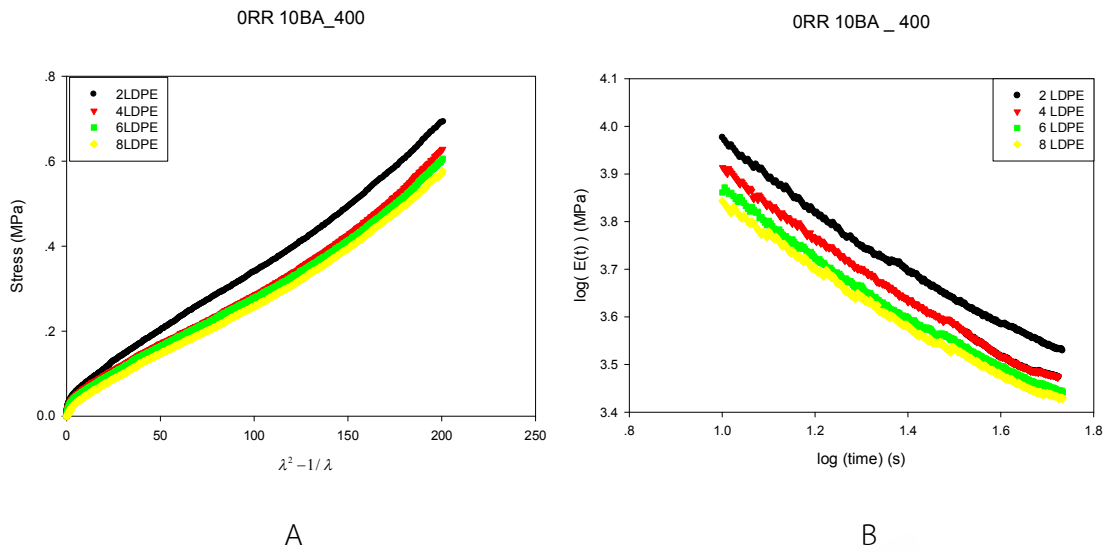 0RR 10BA_400
.8
.6
.4
.2
0.0
0
50
100
150
200
250
Stress (MPa)
λ² −1/ λ
2LDPE
4LDPE
6LDPE
8LDPE
A
0RR 10BA _ 400
4.1
4.0
3.9
3.8
3.7
3.6
3.5
3.4
.8
1.0
1.2
1.4
1.6
1.8
log( E(t) ) (MPa)
log (time) (s)
2 LDPE
4 LDPE
6 LDPE
8 LDPE
B